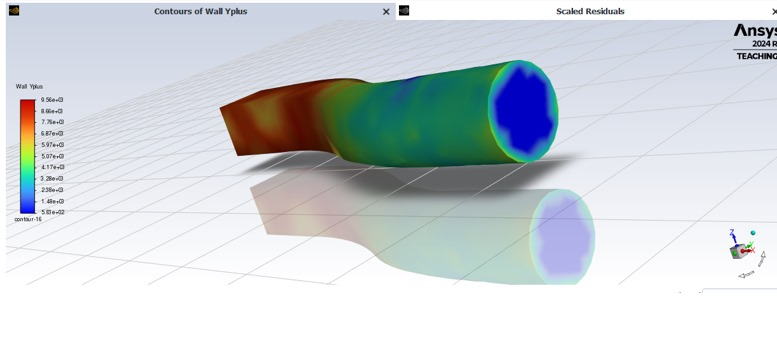 Contours of Wall Yplus
Scaled Residuals
Ansys
2024 R
TEACHING
Wall Yplus
9.56e+03
8.66e+03
7.76e+03
6.87e+03
5.97e+03
5.07e+03
4.17e+03
3.28e+03
2.38e+03
1.48e+03
5.83e+02
contour-16
Z
Y
X